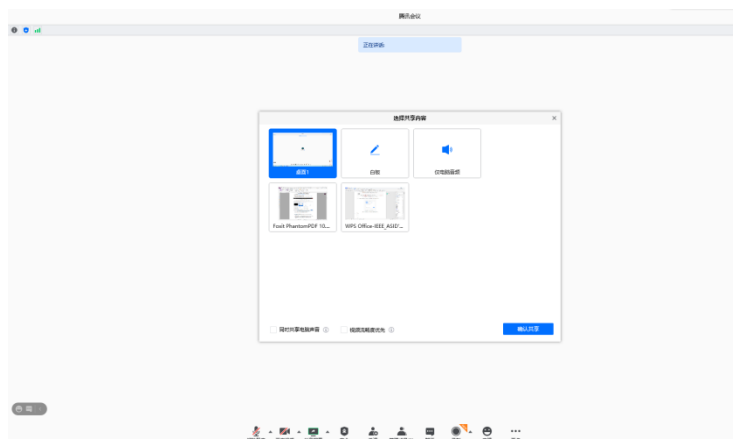 腾讯会议
正在讲话:
选择共享内容
桌面1
白板
仅电脑音频
Foxit PhantomPDF 10...
WPS Office-IEEE_ASID'...
同时共享电脑声音
视频流畅度优先
确认共享